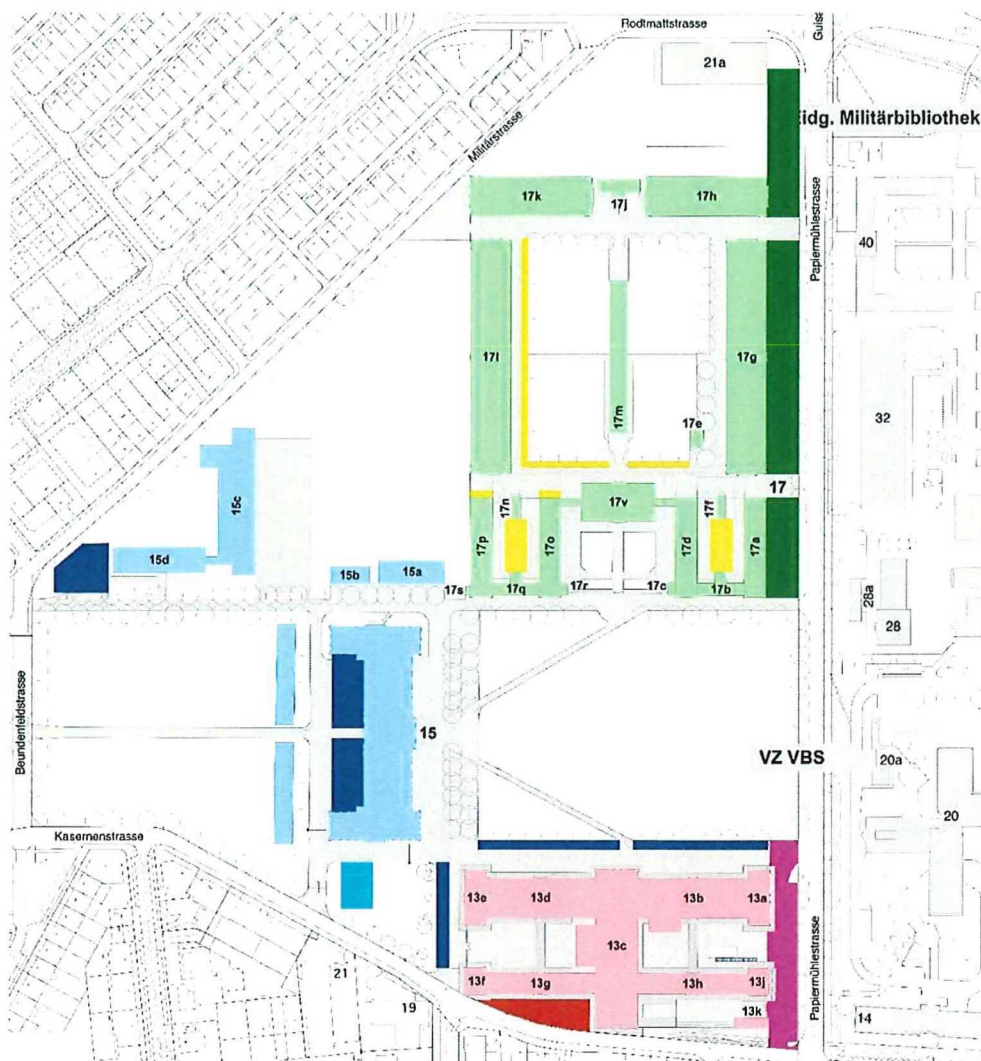 Rodtmattstrasse
Guisa
21a
Eidg. Militärbibliothek
Militärstrasse
17k
17j
17h
Papiermühlestrasse
40
17l
17g
17m
17e
32
15c
17
17n
17v
17f
17p
17o
17d
17a
15d
15b
15a
17s
17q
17r
17c
17b
28a
28
Beundenfeldstrasse
15
VZ VBS
20a
20
Kasernenstrasse
13e
13d
13b
13a
13c
21
13f
13g
13h
13j
19
13k
Papiermühlestrasse
14